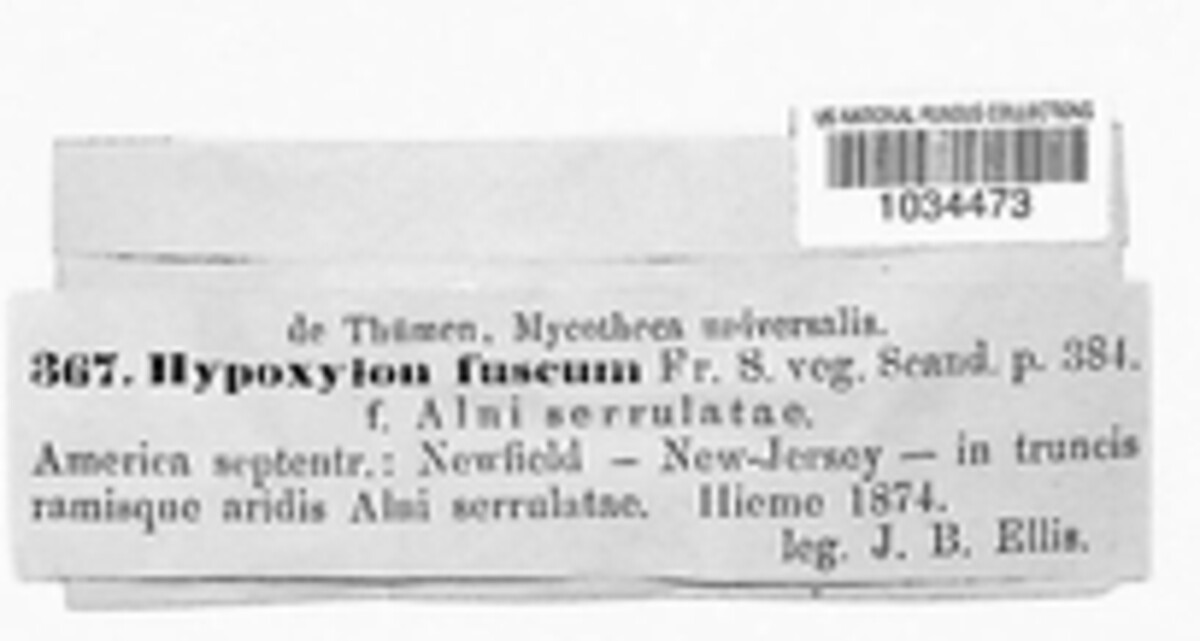 US NATIONAL FUNGUS COLLECTIONS
1034473
de Thümen, Mycotheca universalis.
367. Hypoxylon fuscum Fr. S. veg. Scand. p. 384.
f. Alni serrulatae.
America septentr.: Newfield – New-Jersey – in truncis
ramisque aridis Alni serrulatae. Hieme 1874.
leg. J. B. Ellis.